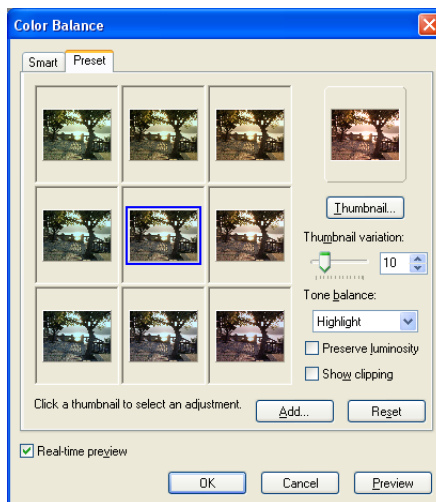 Color Balance
Smart
Preset
Thumbnail...
Thumbnail variation:
10
Tone balance:
Highlight
Preserve luminosity
Show clipping
Click a thumbnail to select an adjustment.
Add...
Reset
Real-time preview
OK
Cancel
Preview